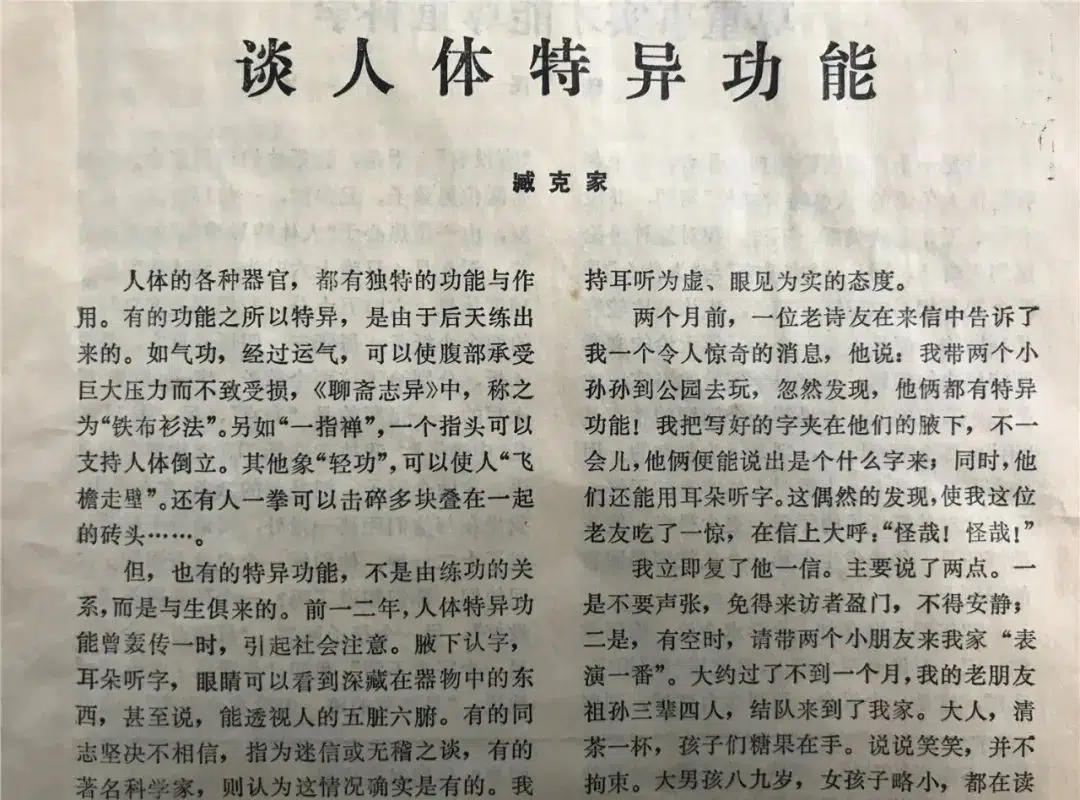 谈人体特异功能
臧克家
人体的各种器官，都有独特的功能与作
用。有的功能之所以特异，是由于后天练出
来的。如气功，经过运气，可以使腹部承受
巨大压力而不致受损，《聊斋志异》中，称之
为“铁布衫法”。另如“一指禅”，一个指头可以
支持人体倒立。其他象“轻功”，可以使人“飞
檐走壁”。还有人一拳可以击碎多块叠在一起
的砖头……。
但，也有的特异功能，不是由练功的关
系，而是与生俱来的。前一二年，人体特异功
能曾轰传一时，引起社会注意。腋下认字，
耳朵听字，眼睛可以看到深藏在器物中的东
西，甚至说，能透视人的五脏六腑。有的同
志坚决不相信，指为迷信或无稽之谈，有的
著名科学家，则认为这情况确实是有的。我
持耳听为虚、眼见为实的态度。
两个月前，一位老诗友在来信中告诉了
我一个令人惊奇的消息，他说：我带两个小
孙孙到公园去玩，忽然发现，他俩都有特异
功能！我把写好的字夹在他们的腋下，不一
会儿，他俩便能说出是个什么字来；同时，他
们还能用耳朵听字。这偶然的发现，使我这位
老友吃了一惊，在信上大呼：“怪哉！怪哉！”
我立即复了他一信。主要说了两点。一
是不要声张，免得来访者盈门，不得安静；
二是，有空时，请带两个小朋友来我家“表
演一番”。大约过了不到一个月，我的老朋友
祖孙三辈四人，结队来到了我家。大人，清
茶一杯，孩子们糖果在手。说说笑笑，并不
拘束。大男孩八九岁，女孩子略小，都在读